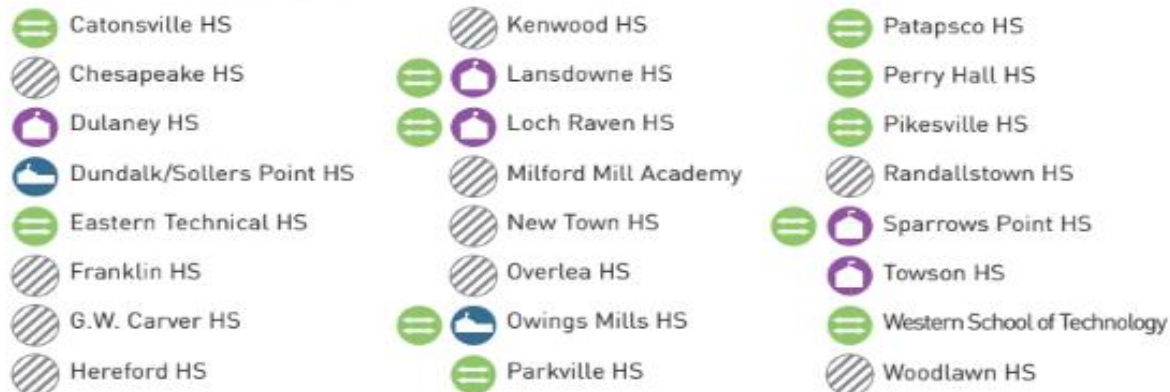 Catonsville HS
Chesapeake HS
Dulaney HS
Dundalk/Sollers Point HS
Eastern Technical HS
Franklin HS
G.W. Carver HS
Hereford HS
Kenwood HS
Lansdowne HS
Loch Raven HS
Milford Mill Academy
New Town HS
Overlea HS
Owings Mills HS
Parkville HS
Patapsco HS
Perry Hall HS
Pikesville HS
Randallstown HS
Sparrows Point HS
Towson HS
Western School of Technology
Woodlawn HS